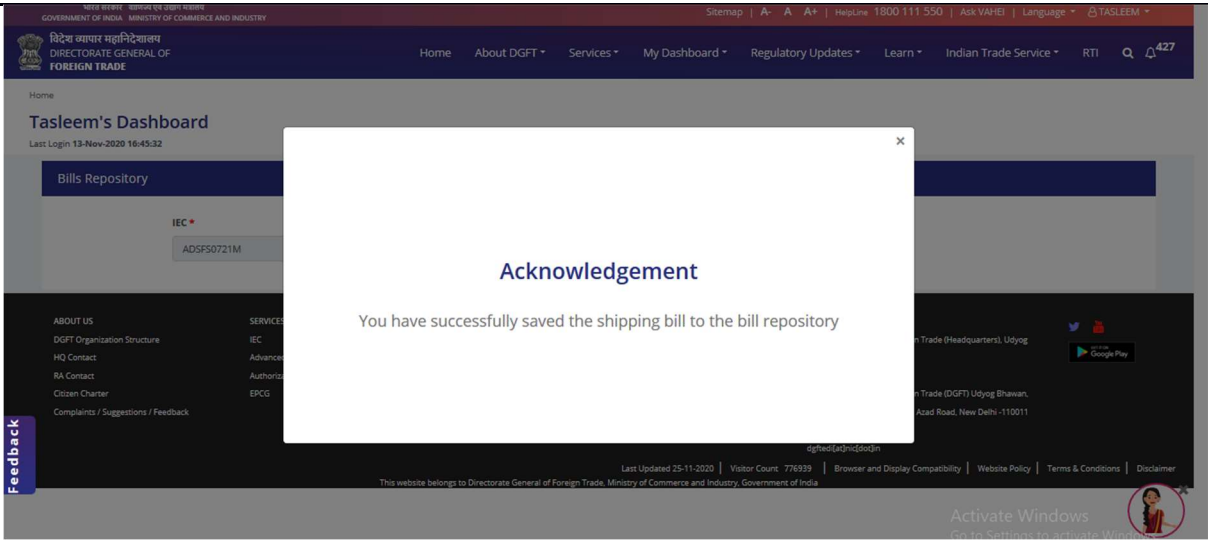 भारत सरकार वाणिज्य एवं उद्योग मंत्रालय
GOVERNMENT OF INDIA MINISTRY OF COMMERCE AND INDUSTRY
Sitemap | A- A A+ | HelpLine 1800 111 550 | Ask VAHEI | Language TASLEEM
विदेश व्यापार महानिदेशालय
DIRECTORATE GENERAL OF
FOREIGN TRADE
Home About DGFT Services My Dashboard Regulatory Updates Learn Indian Trade Service RTI 427
Home
Tasleem's Dashboard
Last Login 13-Nov-2020 16:45:32
×
Bills Repository
IEC *
ADSFS0721M
Acknowledgement
You have successfully saved the shipping bill to the bill repository
ABOUT US
DGFT Organization Structure
HQ Contact
RA Contact
Citizen Charter
Complaints / Suggestions / Feedback
SERVICES
IEC
EPCG
Trade (Headquarters), Udyog
Trade (DGFT) Udyog Bhawan,
Azad Road, New Delhi -110011
Google Play
dgftedi[at]nic[dot]in
Last Updated 25-11-2020 | Visitor Count 776939 | Browser and Display Compatibility | Website Policy | Terms & Conditions | Disclaimer
This website belongs to Directorate General of Foreign Trade, Ministry of Commerce and Industry, Government of India
Feedback
Activate Windows
Go to Settings to activate